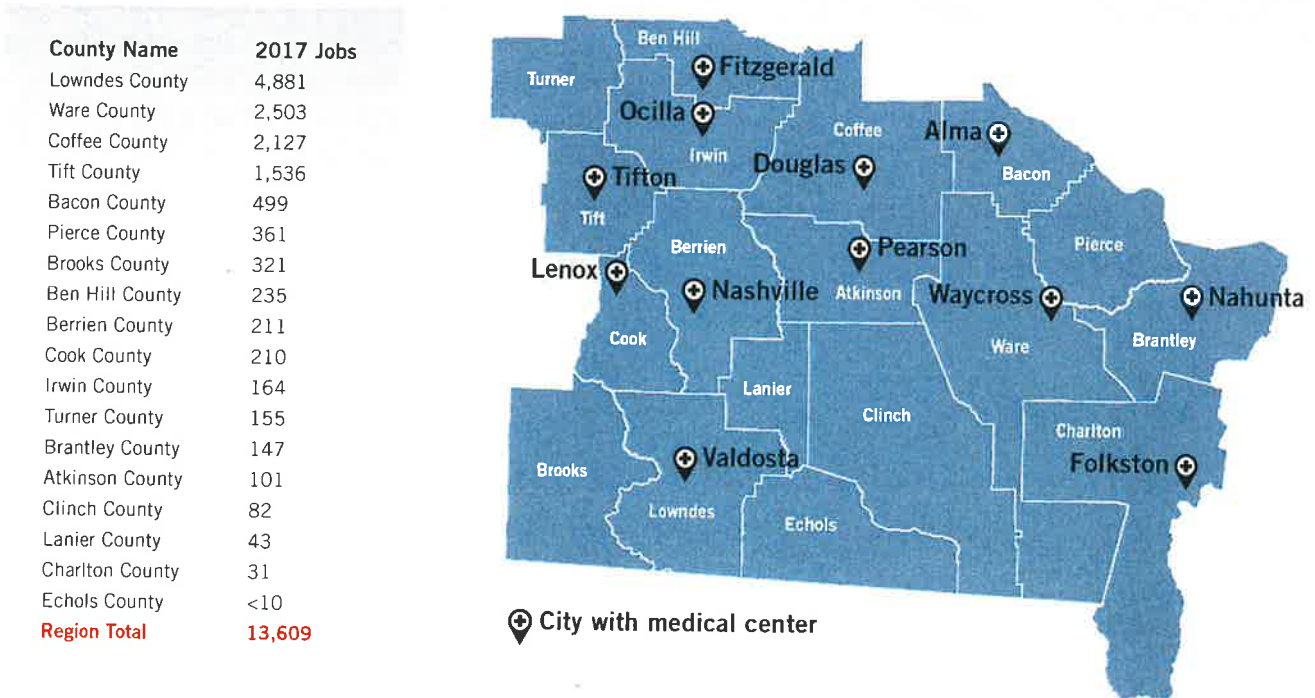 County Name 2017 Jobs
Lowndes County 4,881
Ware County 2,503
Coffee County 2,127
Tift County 1,536
Bacon County 499
Pierce County 361
Brooks County 321
Ben Hill County 235
Berrien County 211
Cook County 210
Irwin County 164
Turner County 155
Brantley County 147
Atkinson County 101
Clinch County 82
Lanier County 43
Charlton County 31
Echols County <10
Region Total 13,609
Ben Hill
Fitzgerald
Turner
Ocilla
Coffee
Alma
Irwin
Douglas
Bacon
Tifton
Tift
Berrien
Pearson
Pierce
Lenox
Nashville
Atkinson
Waycross
Nahunta
Cook
Ware
Brantley
Lanier
Clinch
Charlton
Brooks
Valdosta
Folkston
Lowndes
Echols
City with medical center